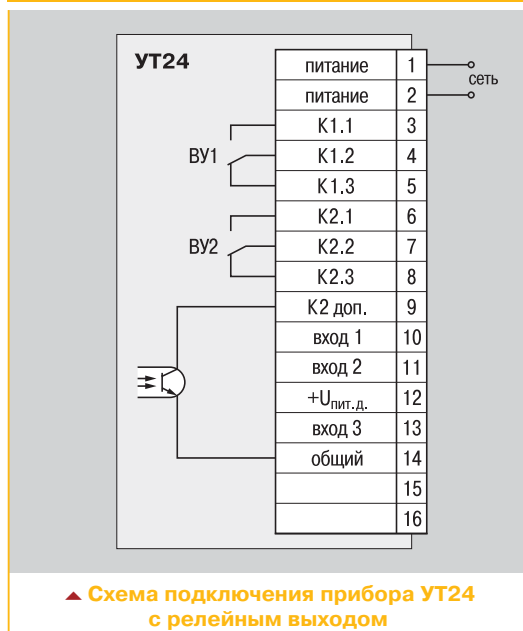 УТ24
питание 1
сеть
питание 2
К1.1 3
ВУ1 К1.2 4
К1.3 5
К2.1 6
ВУ2 К2.2 7
К2.3 8
К2 доп. 9
вход 1 10
вход 2 11
+Uпит.д. 12
вход 3 13
общий 14
15
16
Схема подключения прибора УТ24
с релейным выходом